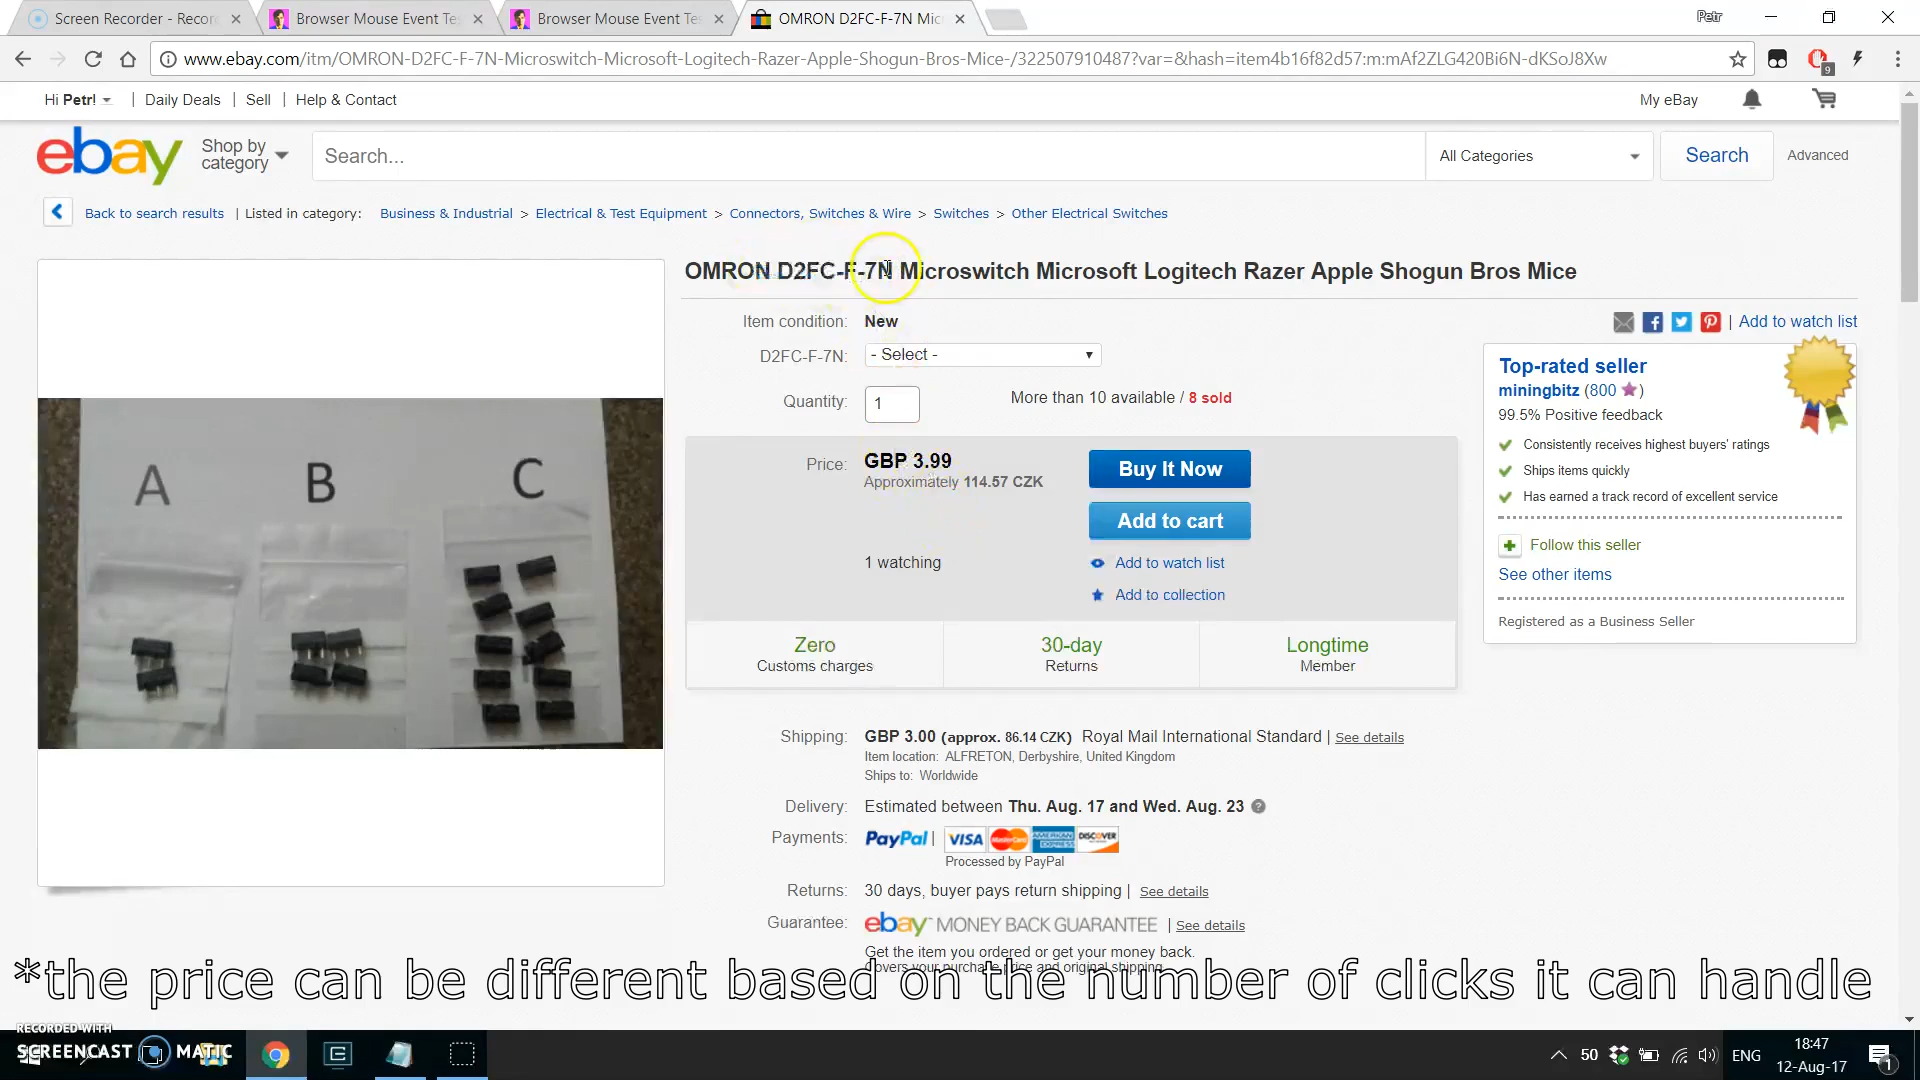 Screen Recorder - Recor
Browser Mouse Event Te
Browser Mouse Event Te
OMRON D2FC-F-7N Mic
Petr
www.ebay.com/itm/OMRON-D2FC-F-7N-Microswitch-Microsoft-Logitech-Razer-Apple-Shogun-Bros-Mice-/322507910487?var=&hash=item4b16f82d57:m:mAf2ZLG420Bi6N-dKSoJ8Xw
9
Hi Petr! | Daily Deals | Sell | Help & Contact
My eBay
ebay
Shop by category
Search...
All Categories
Search
Advanced
Back to search results | Listed in category: Business & Industrial > Electrical & Test Equipment > Connectors, Switches & Wire > Switches > Other Electrical Switches
OMRON D2FC-F-7N Microswitch Microsoft Logitech Razer Apple Shogun Bros Mice
Item condition: New
| Add to watch list
D2FC-F-7N: - Select -
Quantity: 1
More than 10 available / 8 sold
Price: GBP 3.99
Approximately 114.57 CZK
Buy It Now
Add to cart
1 watching
Add to watch list
Add to collection
Zero
Customs charges
30-day
Returns
Longtime
Member
Top-rated seller
miningbitz (800)
99.5% Positive feedback
Consistently receives highest buyers' ratings
Ships items quickly
Has earned a track record of excellent service
Follow this seller
See other items
Registered as a Business Seller
A
B
C
Shipping: GBP 3.00 (approx. 86.14 CZK) Royal Mail International Standard | See details
Item location: ALFRETON, Derbyshire, United Kingdom
Ships to: Worldwide
Delivery: Estimated between Thu. Aug. 17 and Wed. Aug. 23
Payments: PayPal | VISA MasterCard AMERICAN EXPRESS DISCOVER
Processed by PayPal
Returns: 30 days, buyer pays return shipping | See details
Guarantee: ebay MONEY BACK GUARANTEE | See details
Get the item you ordered or get your money back.
Covers your purchase price and original shipping.
*the price can be different based on the number of clicks it can handle
RECORDED WITH
SCREENCAST MATIC
50
ENG
18:47
12-Aug-17
1